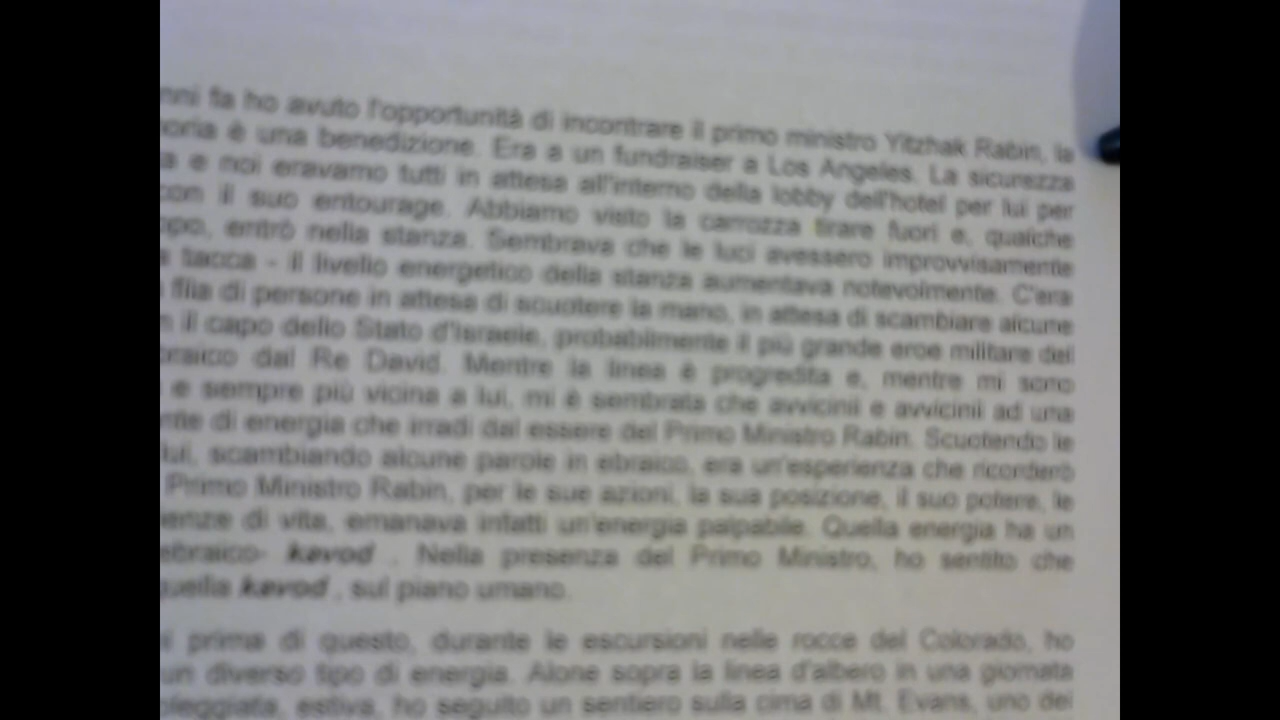 fa ho avuto l'opportunità di incontrare il primo ministro Yitzhak Rabin, la
è una benedizione. Era a un fundraiser a Los Angeles. La sicurezza
e noi eravamo tutti in attesa all'interno della lobby dell'hotel per lui per
con il suo entourage. Abbiamo visto la carrozza tirare fuori e, qualche
entrò nella stanza. Sembrava che le luci avessero improvvisamente
tacca - il livello energetico della stanza aumentava notevolmente. C'era
fila di persone in attesa di scuotere la mano, in attesa di scambiare alcune
il capo dello Stato d'Israele, probabilmente il più grande eroe militare del
dal Re David. Mentre la linea è progredita e, mentre mi sono
e sempre più vicina a lui, mi è sembrata che avvicinii e avvicinii ad una
di energia che irradi dal essere del Primo Ministro Rabin. Scuotendo le
lui, scambiando alcune parole in ebraico, era un'esperienza che ricorderò
Primo Ministro Rabin, per le sue azioni, la sua posizione, il suo potere, le
di vita, emanava infatti un'energia palpabile. Quella energia ha un
ebraico- kavod . Nella presenza del Primo Ministro, ho sentito che
kavod , sul piano umano.
prima di questo, durante le escursioni nelle rocce del Colorado, ho
un diverso tipo di energia. Alone sopra la linea d'albero in una giornata
estiva, ho seguito un sentiero sulla cima di Mt. Evans, uno dei